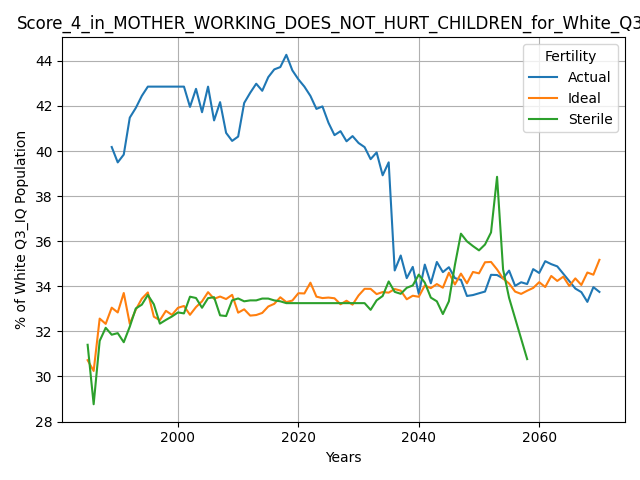 Score_4_in_MOTHER_WORKING_DOES_NOT_HURT_CHILDREN_for_White_Q3
Fertility
Actual
Ideal
Sterile
% of White Q3_IQ Population
44
42
40
38
36
34
32
30
28
2000
2020
2040
2060
Years